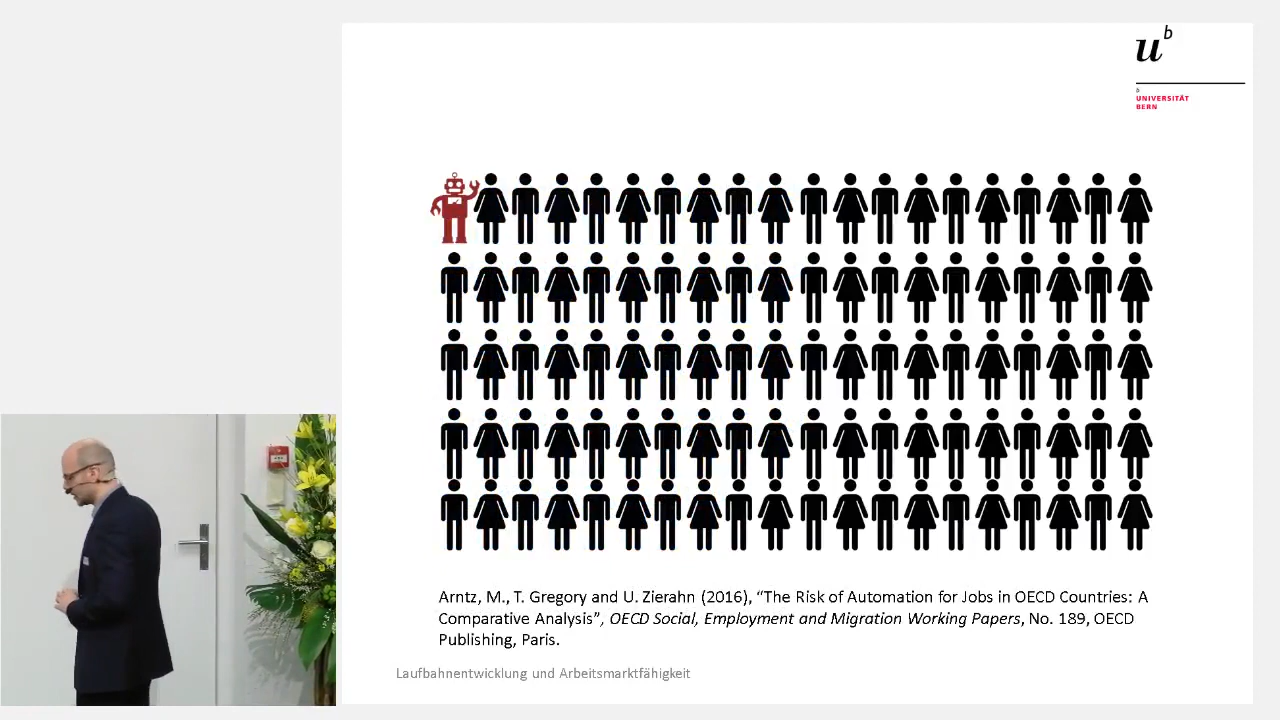 u b
b
UNIVERSITÄT
BERN
Arntz, M., T. Gregory and U. Zierahn (2016), “The Risk of Automation for Jobs in OECD Countries: A
Comparative Analysis”, OECD Social, Employment and Migration Working Papers, No. 189, OECD
Publishing, Paris.
Laufbahnentwicklung und Arbeitsmarktfähigkeit